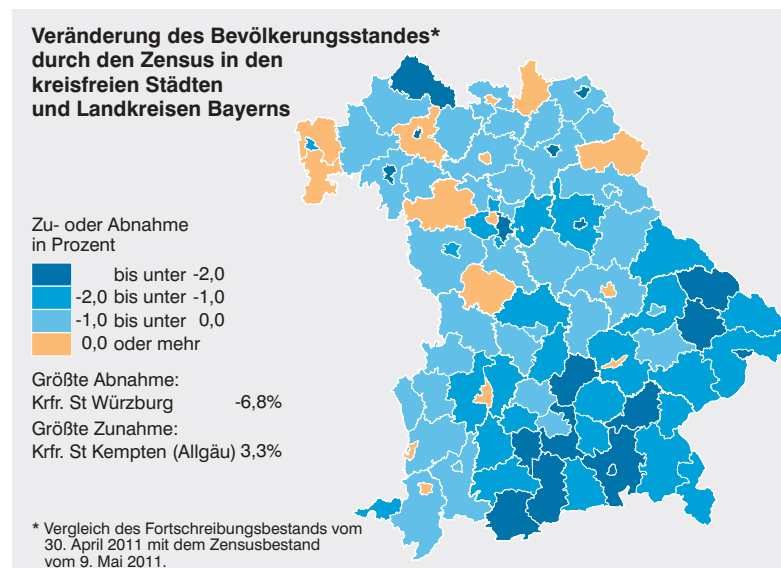 Veränderung des Bevölkerungsstandes*
durch den Zensus in den
kreisfreien Städten
und Landkreisen Bayerns
Zu- oder Abnahme
in Prozent
bis unter -2,0
-2,0 bis unter -1,0
-1,0 bis unter 0,0
0,0 oder mehr
Größte Abnahme:
Krfr. St Würzburg -6,8%
Größte Zunahme:
Krfr. St Kempten (Allgäu) 3,3%
* Vergleich des Fortschreibungsbestands vom
30. April 2011 mit dem Zensusbestand
vom 9. Mai 2011.